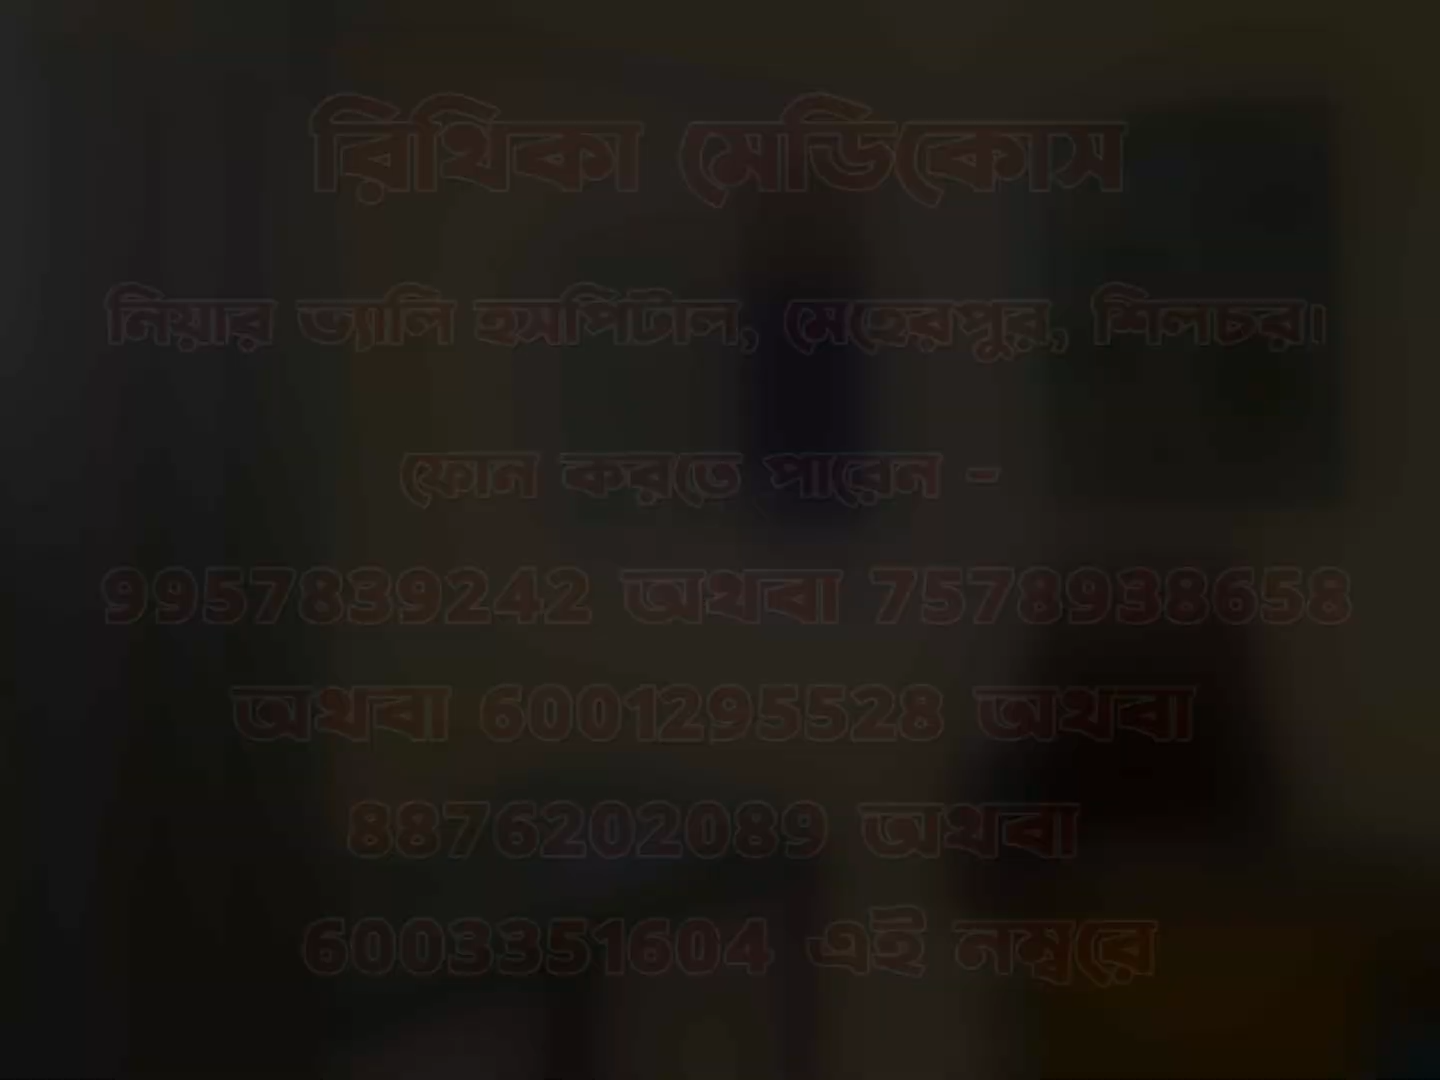 রিথিকা মেডিকোস
নিয়ার ভ্যালি হসপিটাল, মেহেরপুর, শিলচর।
ফোন করতে পারেন -
9957839242 অথবা 7578938658
অথবা 6001295528 অথবা
8876202089 অথবা
6003351604 এই নম্বরে